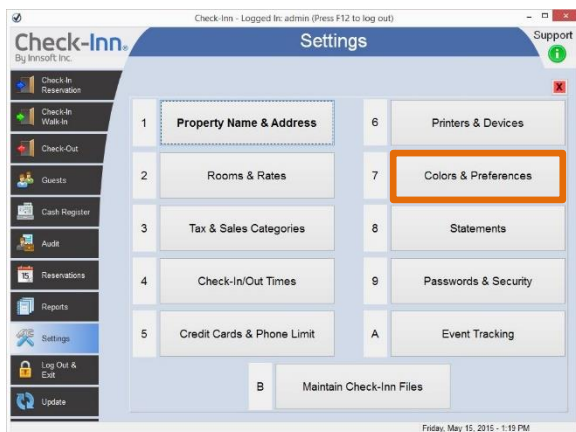 Check-Inn - Logged In: admin (Press F12 to log out)
Check-Inn®
By Innsoft Inc.
Settings
Support
Check-In
Reservation
Check-In
Walk-In
Check-Out
Guests
Cash Register
Audit
15
Reservations
Reports
Settings
Log Out &
Exit
Update
X
1 Property Name & Address
2 Rooms & Rates
3 Tax & Sales Categories
4 Check-In/Out Times
5 Credit Cards & Phone Limit
6 Printers & Devices
7 Colors & Preferences
8 Statements
9 Passwords & Security
A Event Tracking
B Maintain Check-Inn Files
Friday, May 15, 2015 - 1:19 PM